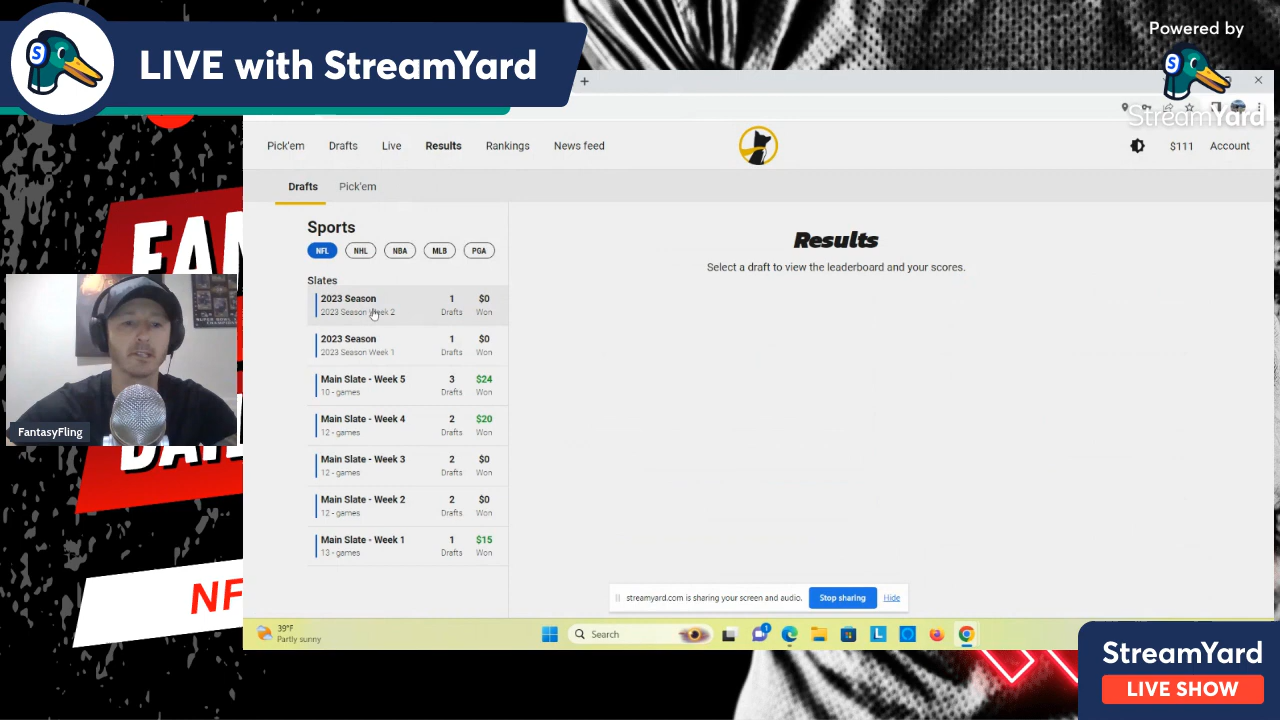 LIVE with StreamYard
Powered by
StreamYard
Pick'em Drafts Live Results Rankings News feed $111 Account
Drafts Pick'em
Sports
NFL NHL NBA MLB PGA
Slates
2023 Season 1 $0
2023 Season Week 2 Drafts Won
2023 Season 1 $0
2023 Season Week 1 Drafts Won
Main Slate - Week 5 3 $24
10 - games Drafts Won
Main Slate - Week 4 2 $20
12 - games Drafts Won
Main Slate - Week 3 2 $0
12 - games Drafts Won
Main Slate - Week 2 2 $0
12 - games Drafts Won
Main Slate - Week 1 1 $15
13 - games Drafts Won
Results
Select a draft to view the leaderboard and your scores.
FantasyFling
streamyard.com is sharing your screen and audio. Stop sharing Hide
39°F
Partly sunny
Search
StreamYard
LIVE SHOW